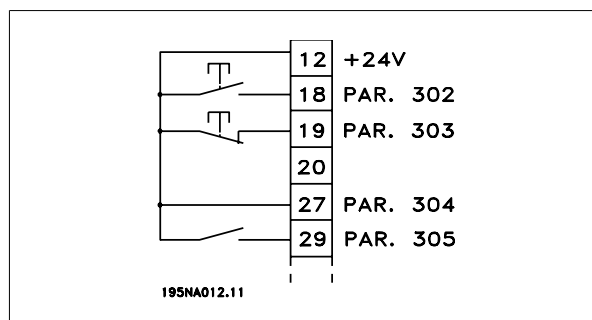 12 +24V
18 PAR. 302
19 PAR. 303
20
27 PAR. 304
29 PAR. 305
195NA012.11